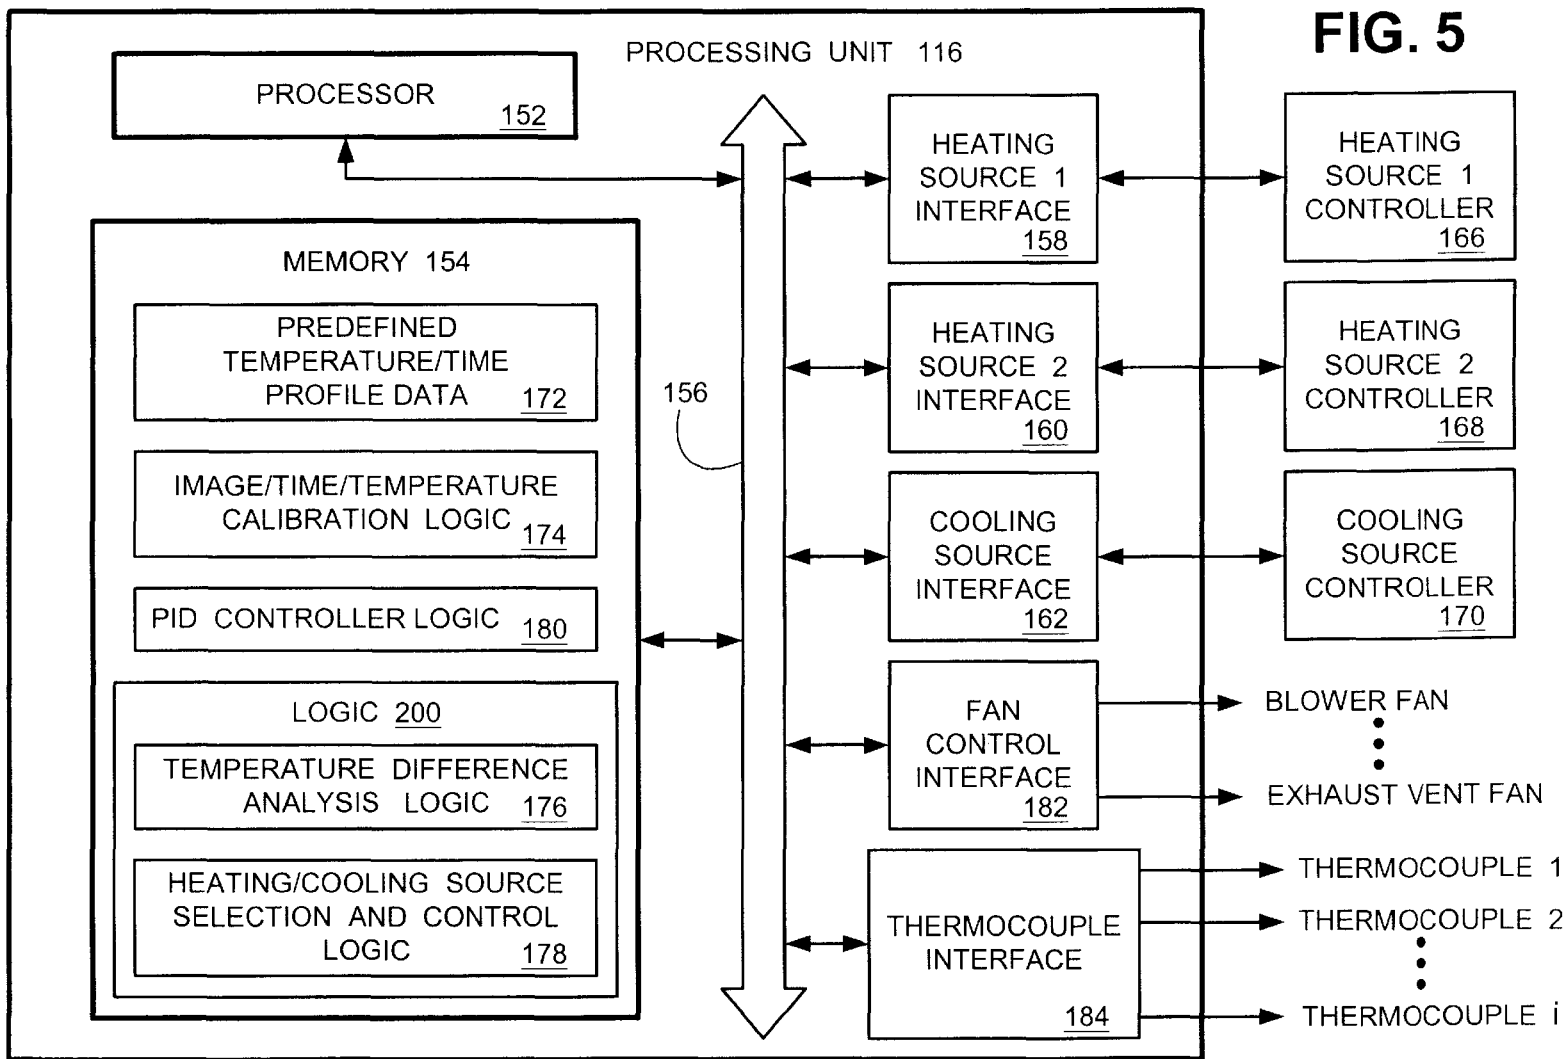 FIG. 5
PROCESSING UNIT 116
PROCESSOR
152
MEMORY 154
PREDEFINED
TEMPERATURE/TIME
PROFILE DATA 172
IMAGE/TIME/TEMPERATURE
CALIBRATION LOGIC 174
PID CONTROLLER LOGIC 180
LOGIC 200
TEMPERATURE DIFFERENCE
ANALYSIS LOGIC 176
HEATING/COOLING SOURCE
SELECTION AND CONTROL
LOGIC 178
156
HEATING
SOURCE 1
INTERFACE
158
HEATING
SOURCE 2
INTERFACE
160
COOLING
SOURCE
INTERFACE
162
FAN
CONTROL
INTERFACE
182
THERMOCOUPLE
INTERFACE
184
HEATING
SOURCE 1
CONTROLLER
166
HEATING
SOURCE 2
CONTROLLER
168
COOLING
SOURCE
CONTROLLER
170
BLOWER FAN
EXHAUST VENT FAN
THERMOCOUPLE 1
THERMOCOUPLE 2
THERMOCOUPLE i